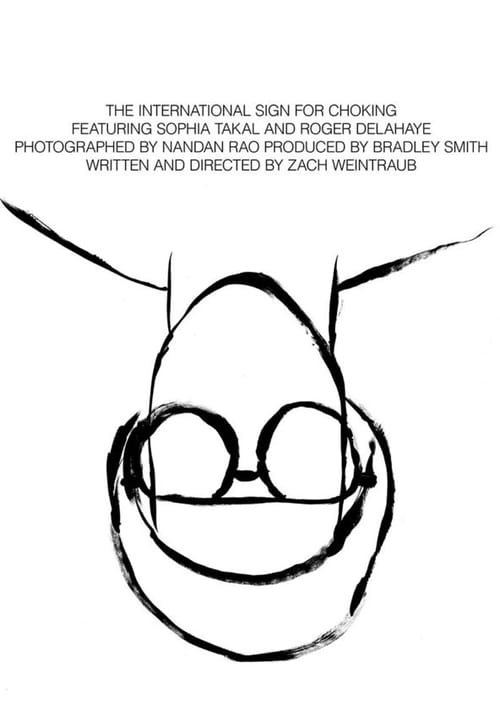 THE INTERNATIONAL SIGN FOR CHOKING
FEATURING SOPHIA TAKAL AND ROGER DELAHAYE
PHOTOGRAPHED BY NANDAN RAO PRODUCED BY BRADLEY SMITH
WRITTEN AND DIRECTED BY ZACH WEINTRAUB